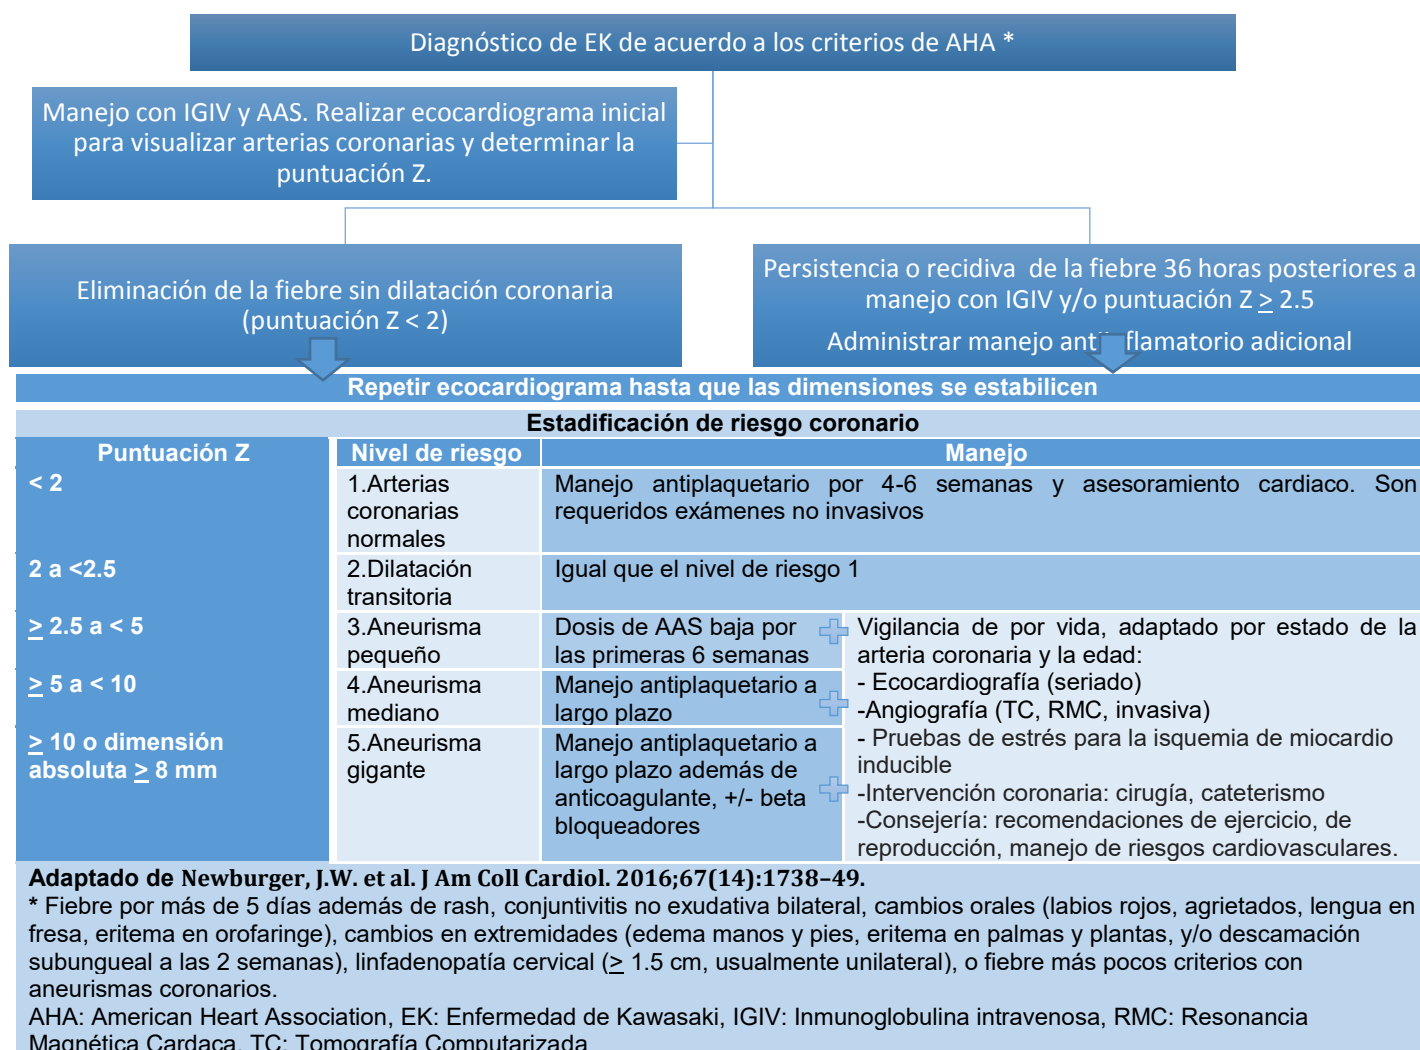 Diagnóstico de EK de acuerdo a los criterios de AHA *
Manejo con IGIV y AAS. Realizar ecocardiograma inicial
para visualizar arterias coronarias y determinar la
puntuación Z.
Eliminación de la fiebre sin dilatación coronaria
(puntuación Z < 2)
Persistencia o recidiva de la fiebre 36 horas posteriores a
manejo con IGIV y/o puntuación Z ≥ 2.5
Administrar manejo flamatorio adicional
Repetir ecocardiograma hasta que las dimensiones se estabilicen
Estadificación de riesgo coronario
Puntuación Z
Nivel de riesgo
Manejo
< 2
1.Arterias
coronarias
normales
Manejo antiplaquetario por 4-6 semanas y asesoramiento cardiaco. Son
requeridos exámenes no invasivos
2 a <2.5
2.Dilatación
transitoria
Igual que el nivel de riesgo 1
≥ 2.5 a < 5
3.Aneurisma
pequeño
Dosis de AAS baja por
las primeras 6 semanas
≥ 5 a < 10
4.Aneurisma
mediano
Manejo antiplaquetario a
largo plazo
≥ 10 o dimensión
absoluta ≥ 8 mm
5.Aneurisma
gigante
Manejo antiplaquetario a
largo plazo además de
anticoagulante, +/- beta
bloqueadores
Vigilancia de por vida, adaptado por estado de la
arteria coronaria y la edad:
- Ecocardiografía (seriado)
-Angiografía (TC, RMC, invasiva)
- Pruebas de estrés para la isquemia de miocardio
inducible
-Intervención coronaria: cirugía, cateterismo
-Consejería: recomendaciones de ejercicio, de
reproducción, manejo de riesgos cardiovasculares.
Adaptado de Newburger, J.W. et al. J Am Coll Cardiol. 2016;67(14):1738–49.
* Fiebre por más de 5 días además de rash, conjuntivitis no exudativa bilateral, cambios orales (labios rojos, agrietados, lengua en
fresa, eritema en orofaringe), cambios en extremidades (edema manos y pies, eritema en palmas y plantas, y/o descamación
subungueal a las 2 semanas), linfadenopatía cervical (≥ 1.5 cm, usualmente unilateral), o fiebre más pocos criterios con
aneurismas coronarios.
AHA: American Heart Association, EK: Enfermedad de Kawasaki, IGIV: Inmunoglobulina intravenosa, RMC: Resonancia
Magnética Cardaca, TC: Tomografía Computarizada